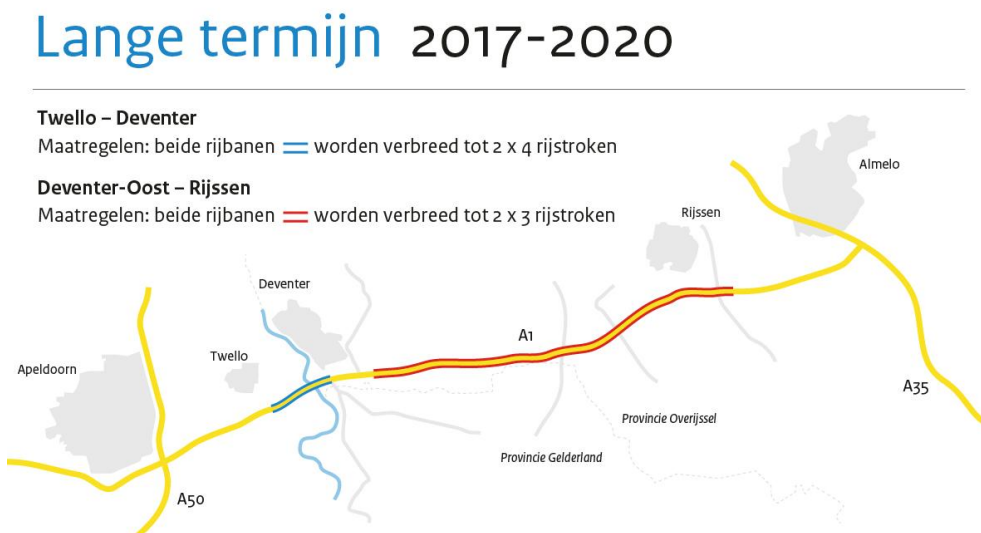 Lange termijn 2017-2020
Twello – Deventer
Maatregelen: beide rijbanen worden verbreed tot 2 x 4 rijstroken
Deventer-Oost – Rijssen
Maatregelen: beide rijbanen worden verbreed tot 2 x 3 rijstroken
Almelo
Rijssen
Deventer
A1
Twello
Apeldoorn
A35
Provincie Overijssel
Provincie Gelderland
A50